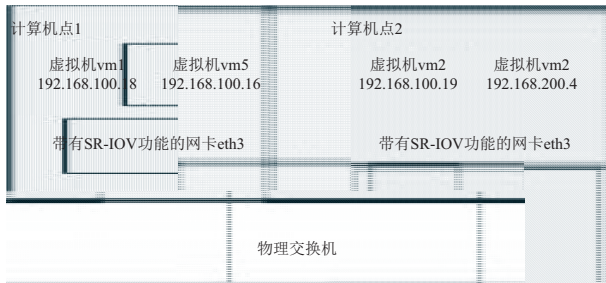 计算机点1 计算机点2
虚拟机vm1 虚拟机vm5 虚拟机vm2 虚拟机vm2
192.168.100.18 192.168.100.16 192.168.100.19 192.168.200.4
带有SR-IOV功能的网卡eth3 带有SR-IOV功能的网卡eth3
物理交换机